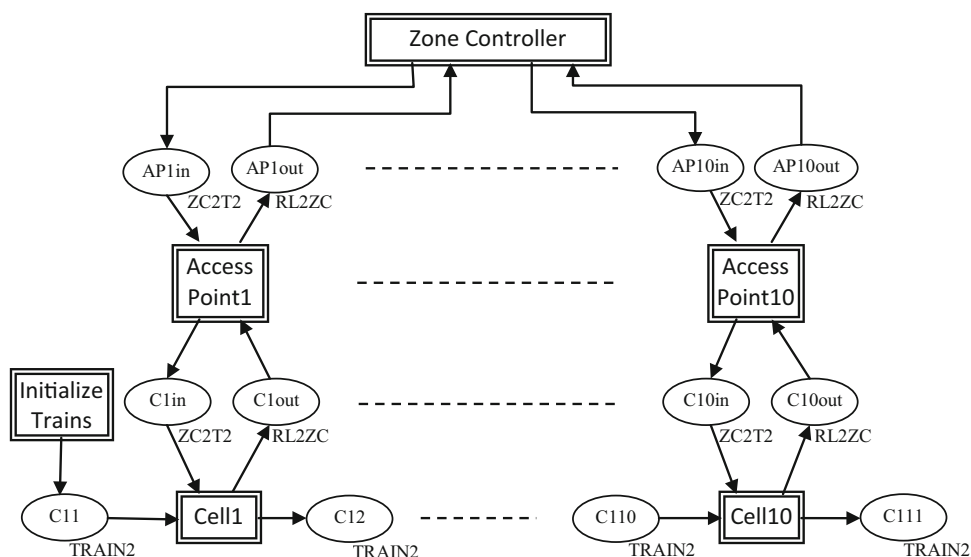 Zone Controller
AP1in
AP1out
AP10in
AP10out
ZC2T2
RL2ZC
ZC2T2
RL2ZC
Access
Point1
Access
Point10
Initialize
Trains
C1in
C1out
C10in
C10out
ZC2T2
RL2ZC
ZC2T2
RL2ZC
C11
Cell1
C12
C110
Cell10
C111
TRAIN2
TRAIN2
TRAIN2
TRAIN2